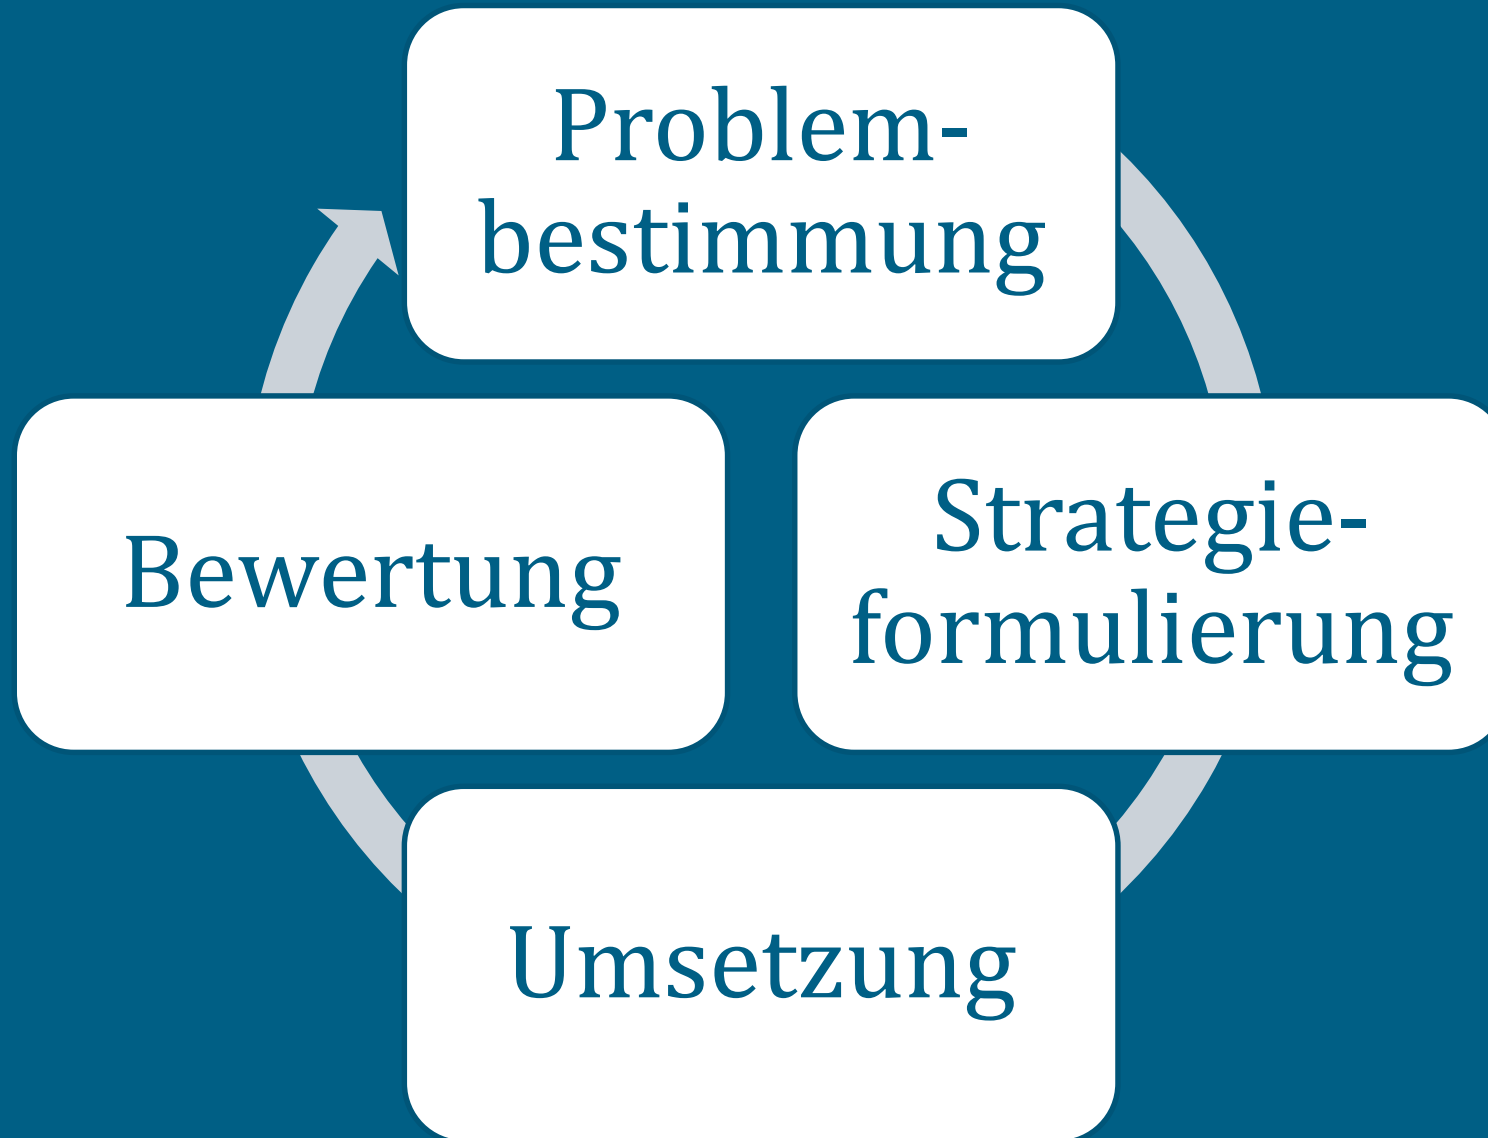 Problem-
bestimmung
Strategie-
formulierung
Umsetzung
Bewertung